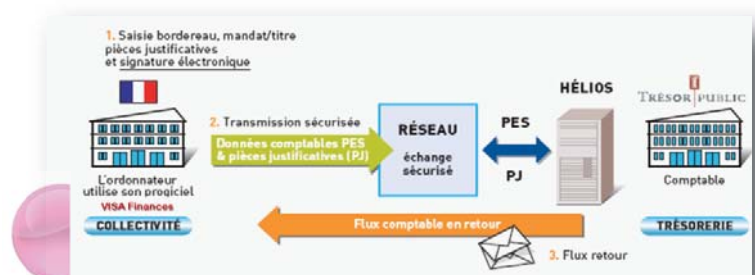 1. Saisie bordereau, mandat/titre
pièces justificatives
et signature électronique
2. Transmission sécurisée
Données comptables PES
& pièces justificatives (PJ)
L'ordonnateur
utilise son progiciel
VISA Finances
COLLECTIVITÉ
RÉSEAU
échange
sécurisé
PES
PJ
HÉLIOS
TRÉSOR PUBLIC
Comptable
TRÉSORERIE
Flux comptable en retour
3. Flux retour